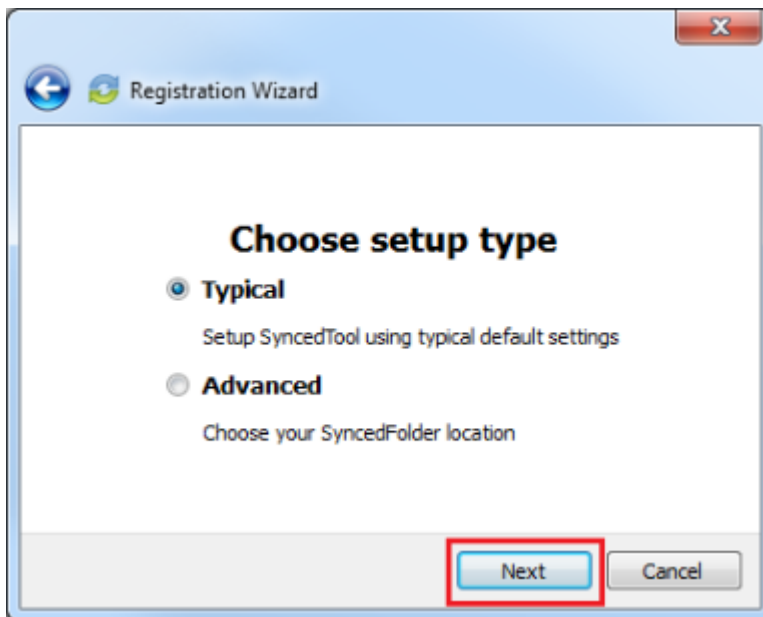 Registration Wizard
Choose setup type
Typical
Setup SyncedTool using typical default settings
Advanced
Choose your SyncedFolder location
Next
Cancel